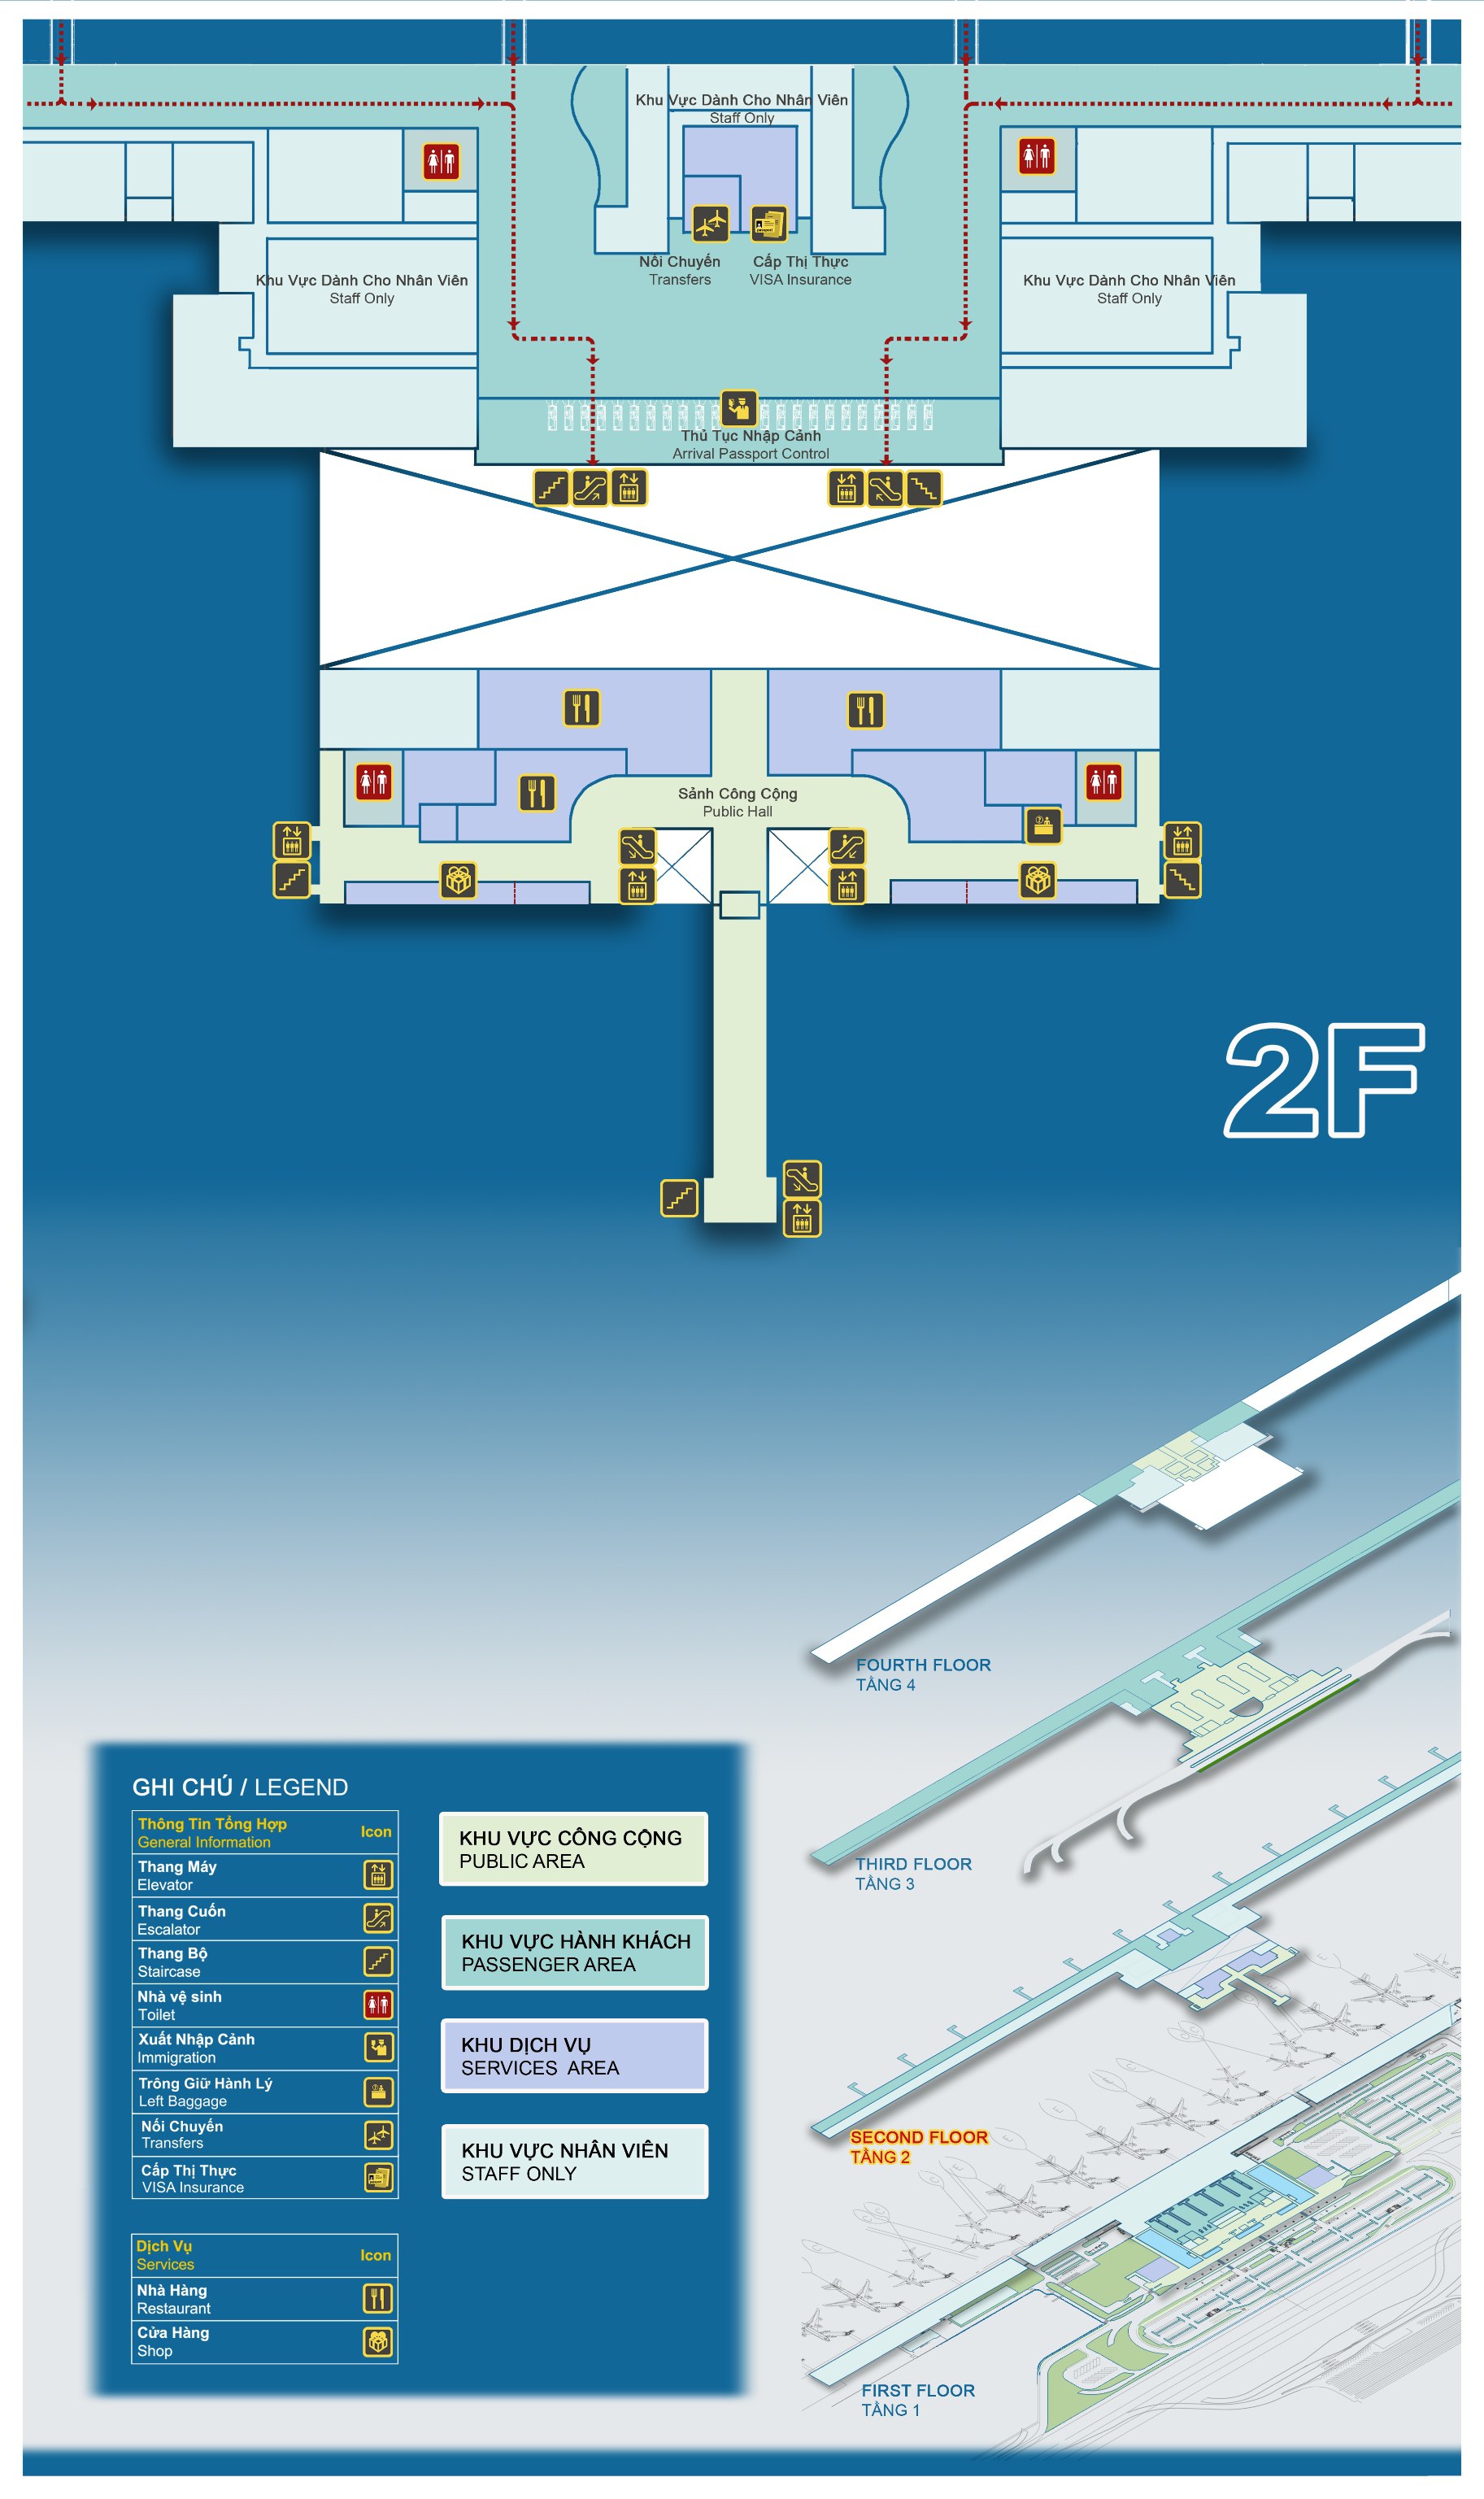 Khu Vực Dành Cho Nhân Viên
Staff Only
Nối Chuyến
Transfers
Cấp Thị Thực
VISA Insurance
Khu Vực Dành Cho Nhân Viên
Staff Only
Khu Vực Dành Cho Nhân Viên
Staff Only
Thủ Tục Nhập Cảnh
Arrival Passport Control
Sảnh Công Cộng
Public Hall
2F
FOURTH FLOOR
TẦNG 4
THIRD FLOOR
TẦNG 3
SECOND FLOOR
TẦNG 2
FIRST FLOOR
TẦNG 1
GHI CHÚ / LEGEND
Thông Tin Tổng Hợp
General Information
Icon
Thang Máy
Elevator
Thang Cuốn
Escalator
Thang Bộ
Staircase
Nhà vệ sinh
Toilet
Xuất Nhập Cảnh
Immigration
Trông Giữ Hành Lý
Left Baggage
Nối Chuyến
Transfers
Cấp Thị Thực
VISA Insurance
Dịch Vụ
Services
Icon
Nhà Hàng
Restaurant
Cửa Hàng
Shop
KHU VỰC CÔNG CỘNG
PUBLIC AREA
KHU VỰC HÀNH KHÁCH
PASSENGER AREA
KHU DỊCH VỤ
SERVICES AREA
KHU VỰC NHÂN VIÊN
STAFF ONLY